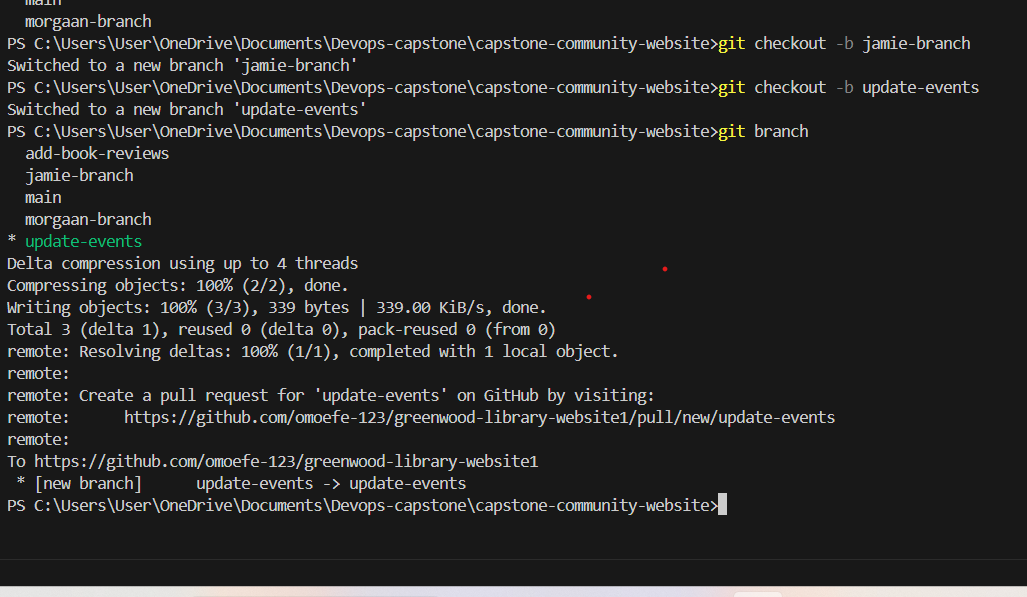 main
morgaan-branch
PS C:\Users\User\OneDrive\Documents\Devops-capstone\capstone-community-website>git checkout -b jamie-branch
Switched to a new branch 'jamie-branch'
PS C:\Users\User\OneDrive\Documents\Devops-capstone\capstone-community-website>git checkout -b update-events
Switched to a new branch 'update-events'
PS C:\Users\User\OneDrive\Documents\Devops-capstone\capstone-community-website>git branch
add-book-reviews
jamie-branch
main
morgaan-branch
* update-events
Delta compression using up to 4 threads
Compressing objects: 100% (2/2), done.
Writing objects: 100% (3/3), 339 bytes | 339.00 KiB/s, done.
Total 3 (delta 1), reused 0 (delta 0), pack-reused 0 (from 0)
remote: Resolving deltas: 100% (1/1), completed with 1 local object.
remote:
remote: Create a pull request for 'update-events' on GitHub by visiting:
remote:      https://github.com/omoefe-123/greenwood-library-website1/pull/new/update-events
remote:
To https://github.com/omoefe-123/greenwood-library-website1
 * [new branch]      update-events -> update-events
PS C:\Users\User\OneDrive\Documents\Devops-capstone\capstone-community-website>